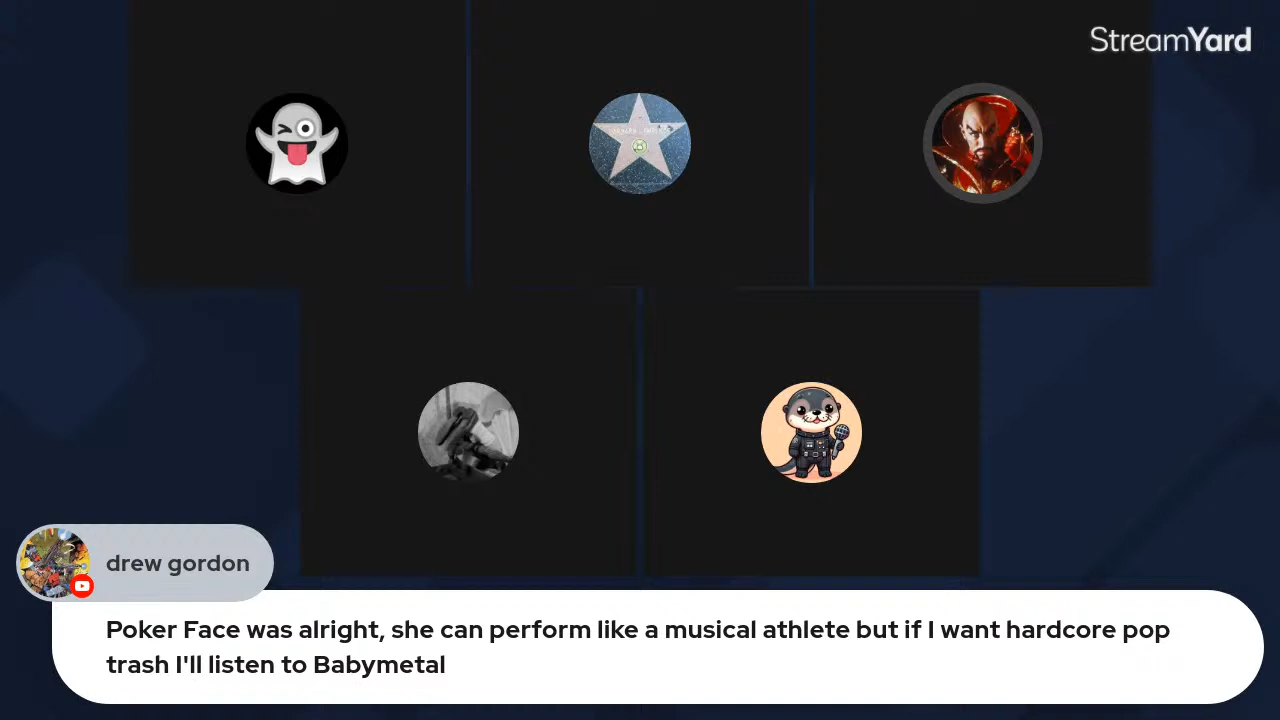 StreamYard
drew gordon
Poker Face was alright, she can perform like a musical athlete but if I want hardcore pop
trash I'll listen to Babymetal